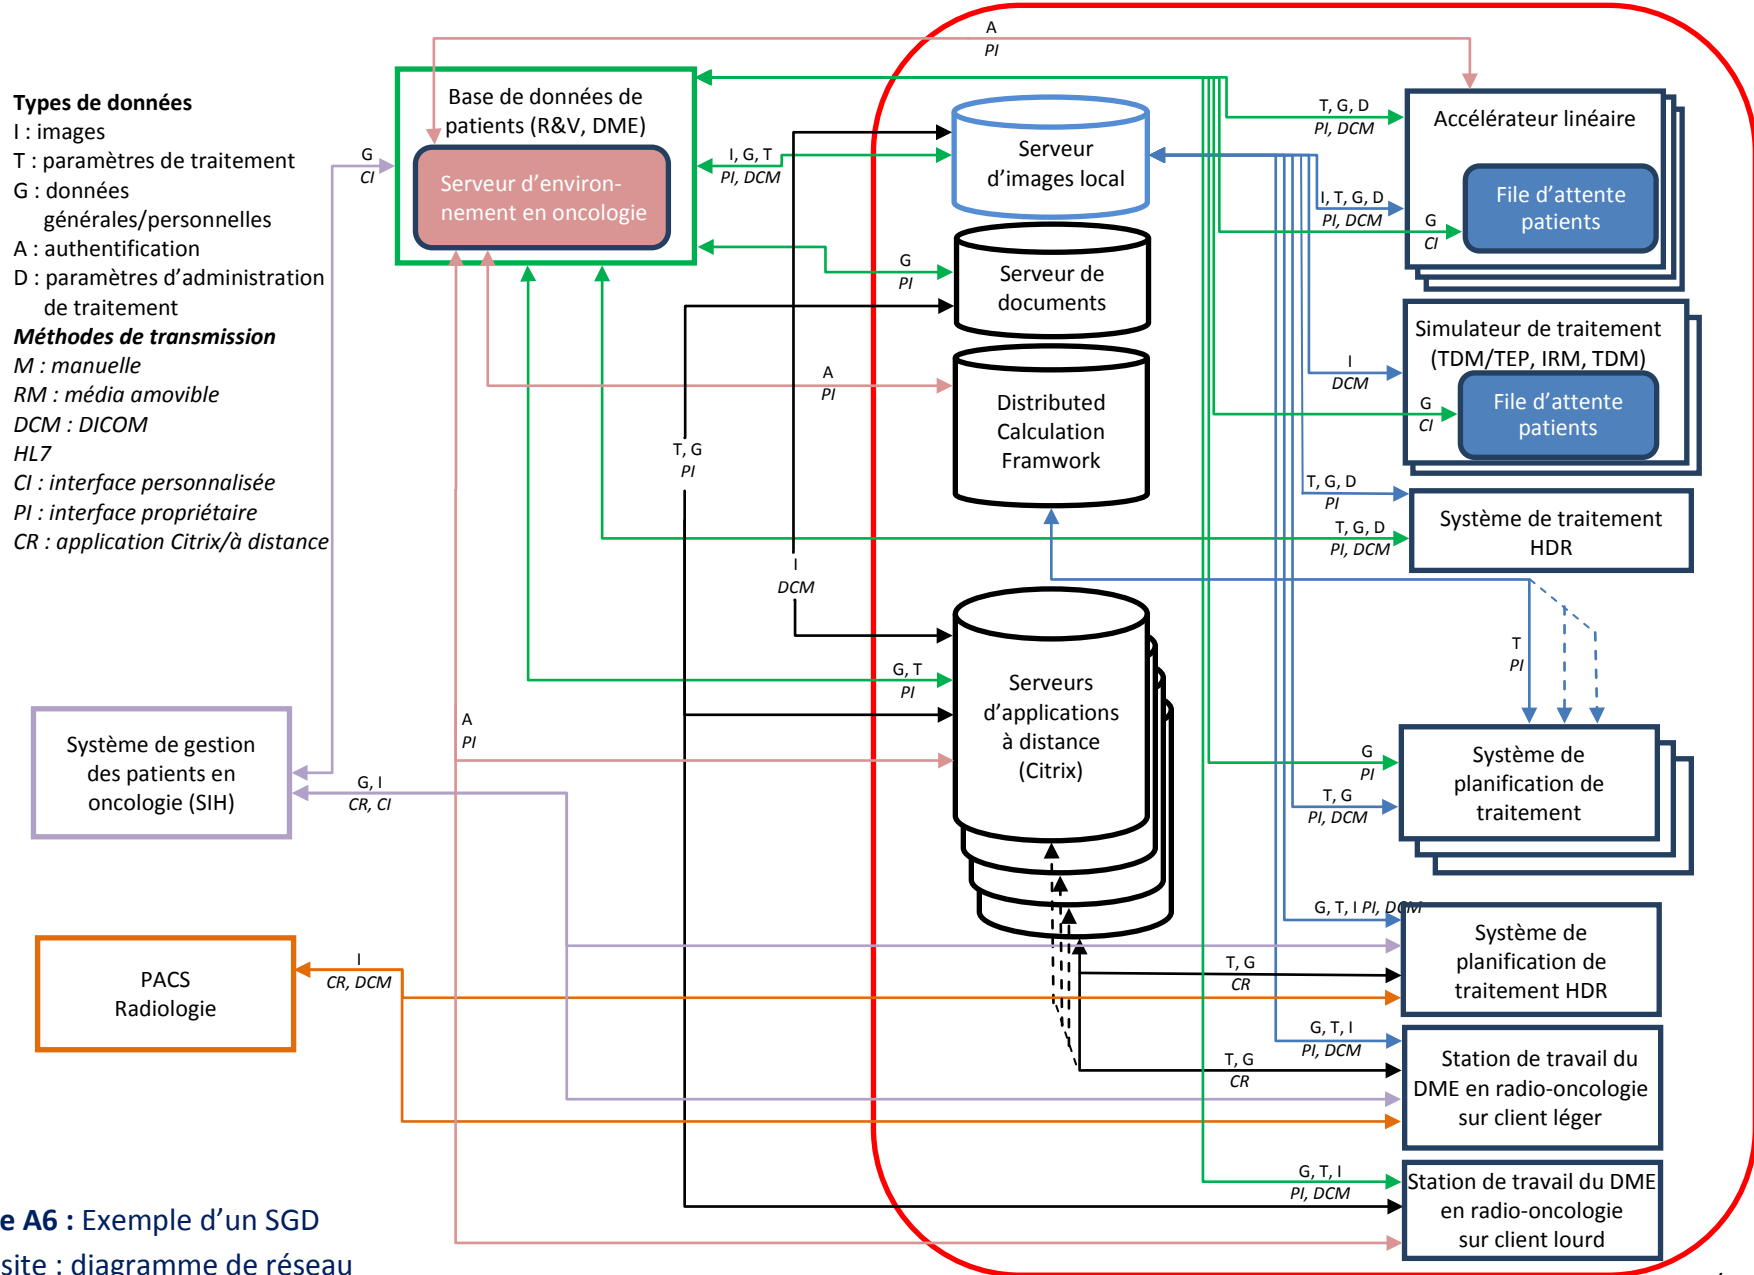 Types de données
I : images
T : paramètres de traitement
G : données
générales/personnelles
A : authentification
D : paramètres d'administration
de traitement
Méthodes de transmission
M : manuelle
RM : média amovible
DCM : DICOM
HL7
CI : interface personnalisée
PI : interface propriétaire
CR : application Citrix/à distance
A
PI
Base de données de
patients (R&V, DME)
Serveur d'environ-
nement en oncologie
G
CI
I, G, T
PI, DCM
G
PI
A
PI
T, G
PI
I
DCM
G, T
PI
A
PI
Serveur
d'images local
Serveur de
documents
Distributed
Calculation
Framwork
Serveurs
d'applications
à distance
(Citrix)
T, G, D
PI, DCM
Accélérateur linéaire
File d'attente
patients
I, T, G, D
PI, DCM
G
CI
Simulateur de traitement
(TDM/TEP, IRM, TDM)
File d'attente
patients
I
DCM
G
CI
T, G, D
PI
Système de traitement
HDR
T, G, D
PI, DCM
T
PI
Système de
planification de
traitement
G
PI
T, G
PI, DCM
G, T, I PI, DCM
Système de
planification de
traitement HDR
T, G
CR
G, T, I
PI, DCM
Station de travail du
DME en radio-oncologie
sur client léger
T, G
CR
G, T, I
PI, DCM
Station de travail du DME
en radio-oncologie
sur client lourd
Système de gestion
des patients en
oncologie (SIH)
G, I
CR, CI
PACS
Radiologie
I
CR, DCM
e A6 : Exemple d'un SGD
site : diagramme de réseau